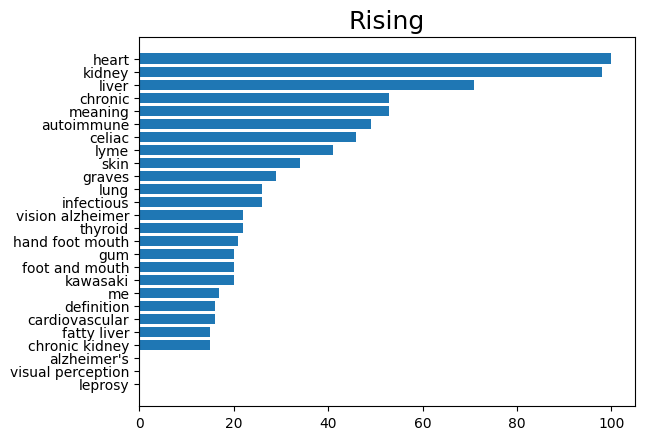 Rising
heart
kidney
liver
chronic
meaning
autoimmune
celiac
lyme
skin
graves
lung
infectious
vision alzheimer
thyroid
hand foot mouth
gum
foot and mouth
kawasaki
me
definition
cardiovascular
fatty liver
chronic kidney
alzheimer's
visual perception
leprosy
0 20 40 60 80 100